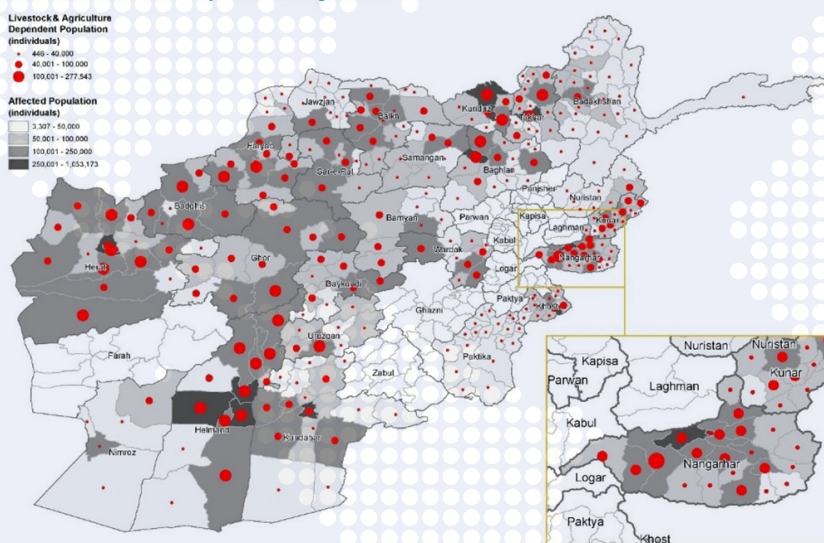 Livestock & Agriculture
Dependent Population
(individuals)
446 - 40,000
40,001 - 100,000
100,001 - 277,543
Affected Population
(individuals)
3,307 - 50,000
50,001 - 100,000
100,001 - 250,000
250,001 - 1,053,173
Jawzjan
Balkh
Kunduz
Takhar
Badakhshan
Faryab
Sar-e-Pul
Samangan
Baghlan
Panjsher
Nuristan
Badghis
Bamyan
Parwan
Kapisa
Kunar
Laghman
Herat
Ghor
Wardak
Kabul
Nangarhar
Logar
Daykundi
Paktya
Khost
Ghazni
Uruzgan
Farah
Paktika
Zabul
Helmand
Kandahar
Nimroz
Nuristan
Nuristan
Kapisa
Kunar
Parwan
Laghman
Kabul
Nangarhar
Logar
Paktya
Khost